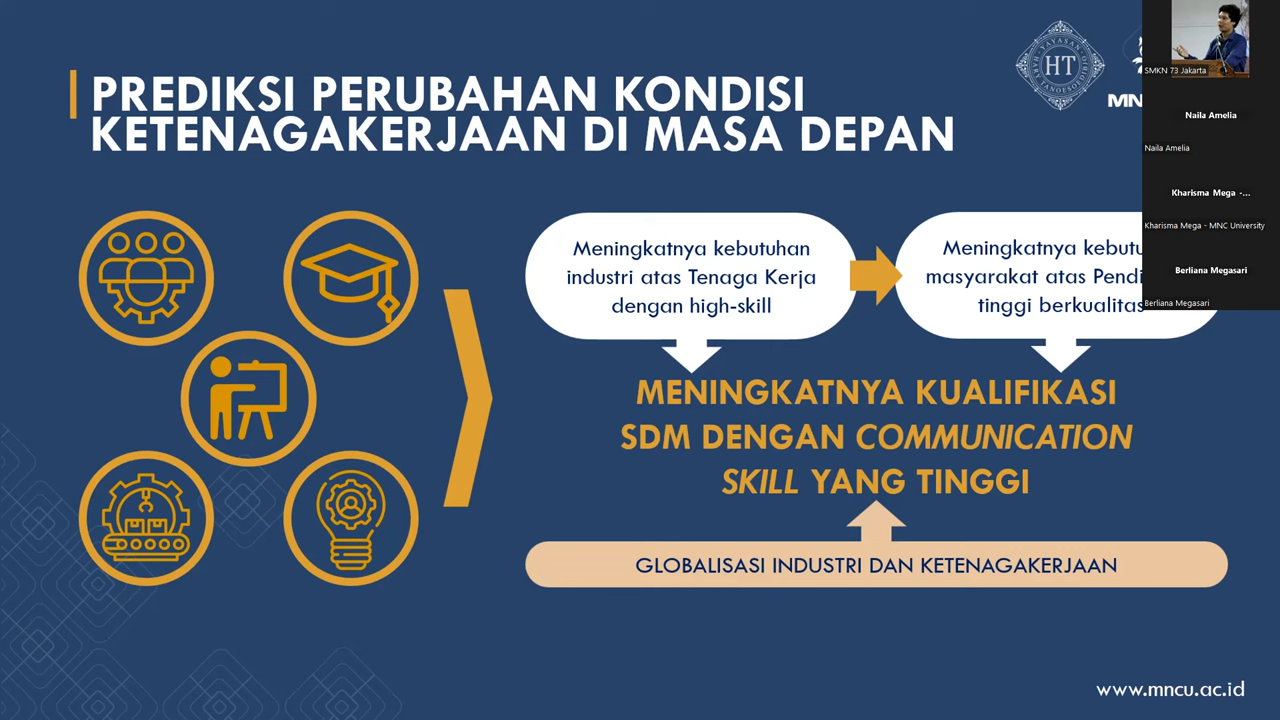 PREDIKSI PERUBAHAN KONDISI
KETENAGAKERJAAN DI MASA DEPAN
YAYASAN
HT
MN
Meningkatnya kebutuhan
industri atas Tenaga Kerja
dengan high-skill
Meningkatnya
masyarakat atas
tinggi berkualitas
MENINGKATNYA KUALIFIKASI
SDM DENGAN COMMUNICATION
SKILL YANG TINGGI
GLOBALISASI INDUSTRI DAN KETENAGAKERJAAN
www.mncu.ac.id
SMKN 73 Jakarta
Naila Amelia
Naila Amelia
Kharisma Mega -...
Kharisma Mega - MNC University
Berliana Megasari
Berliana Megasari